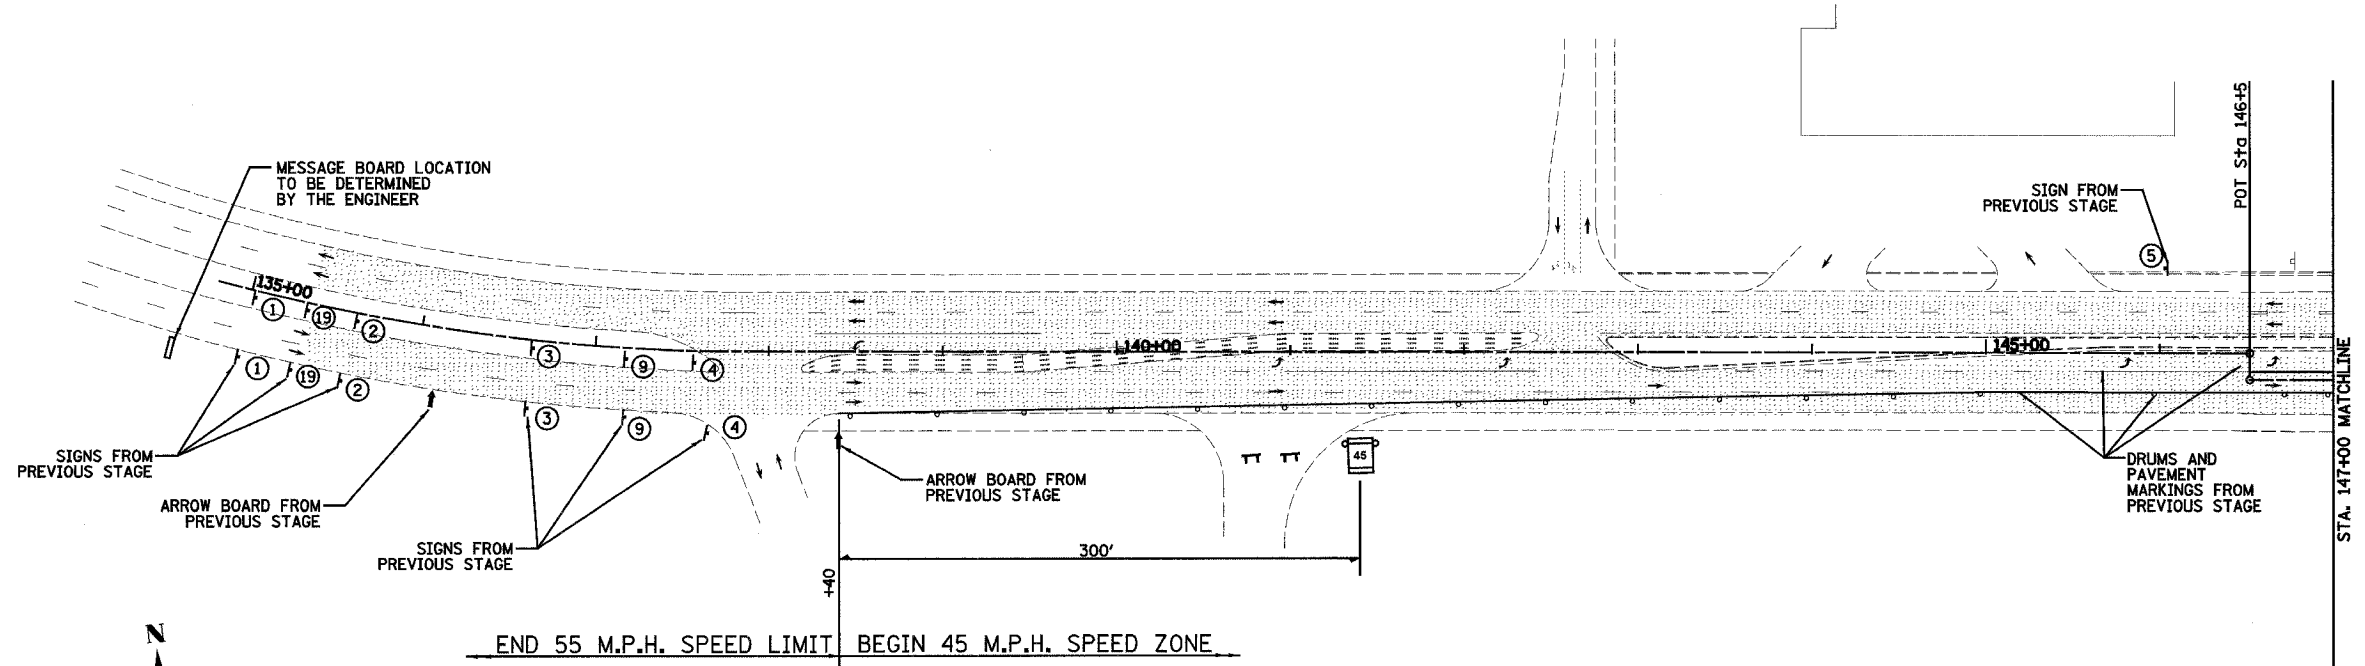 MESSAGE BOARD LOCATION
TO BE DETERMINED
BY THE ENGINEER
135+00
1
19
2
3
9
4
1
19
2
3
9
4
SIGNS FROM
PREVIOUS STAGE
ARROW BOARD FROM
PREVIOUS STAGE
SIGNS FROM
PREVIOUS STAGE
ARROW BOARD FROM
PREVIOUS STAGE
140+00
45
300'
+40
END 55 M.P.H. SPEED LIMIT
BEGIN 45 M.P.H. SPEED ZONE
SIGN FROM
PREVIOUS STAGE
5
145+00
POT Sta 146+5
DRUMS AND
PAVEMENT
MARKINGS FROM
PREVIOUS STAGE
STA. 147+00 MATCHLINE
N